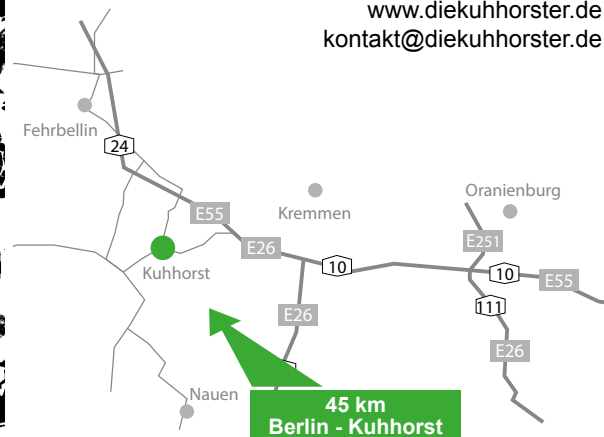 www.diekuhhorster.de
kontakt@diekuhhorster.de
Fehrbellin
24
Oranienburg
E55
Kremmen
E26
E251
Kuhhorst
10
10
E55
111
E26
E26
Nauen
45 km
Berlin - Kuhhorst